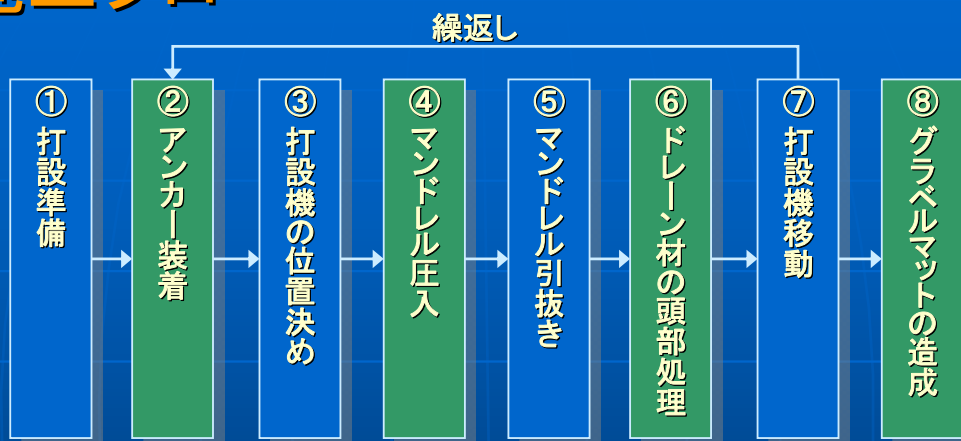 繰返し
①打設準備
②アンカー装着
③打設機の位置決め
④マンドレル圧入
⑤マンドレル引抜き
⑥ドレーン材の頭部処理
⑦打設機移動
⑧グラベルマットの造成